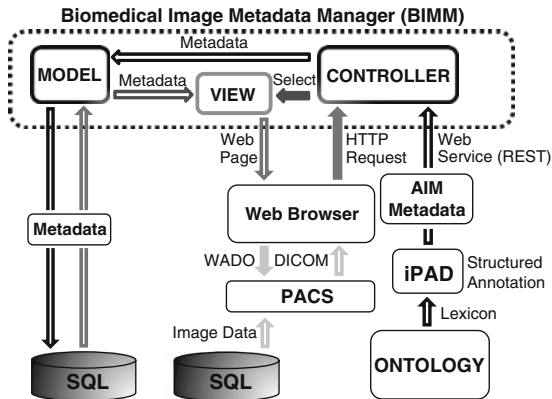 Biomedical Image Metadata Manager (BIMM)
Metadata
MODEL
Metadata
VIEW
Select
CONTROLLER
Web
Page
HTTP
Request
Web
Service (REST)
Metadata
Web Browser
AIM
Metadata
WADO
DICOM
iPAD
Structured
Annotation
PACS
Image Data
Lexicon
SQL
SQL
ONTOLOGY